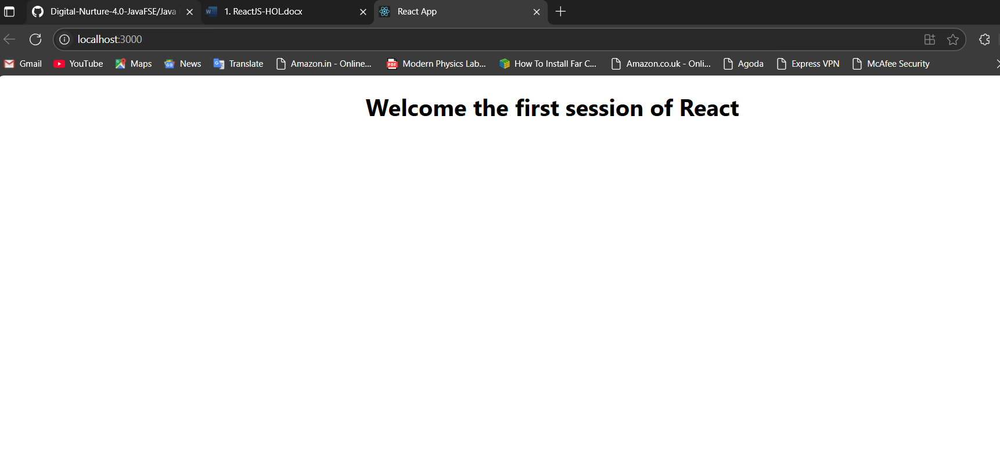 Digital-Nurture-4.0-JavaFSE/Java
1. ReactJS-HOL.docx
React App
localhost:3000
Gmail
YouTube
Maps
News
Translate
Amazon.in - Online...
Modern Physics Lab...
How To Install Far C...
Amazon.co.uk - Onli...
Agoda
Express VPN
McAfee Security
Welcome the first session of React